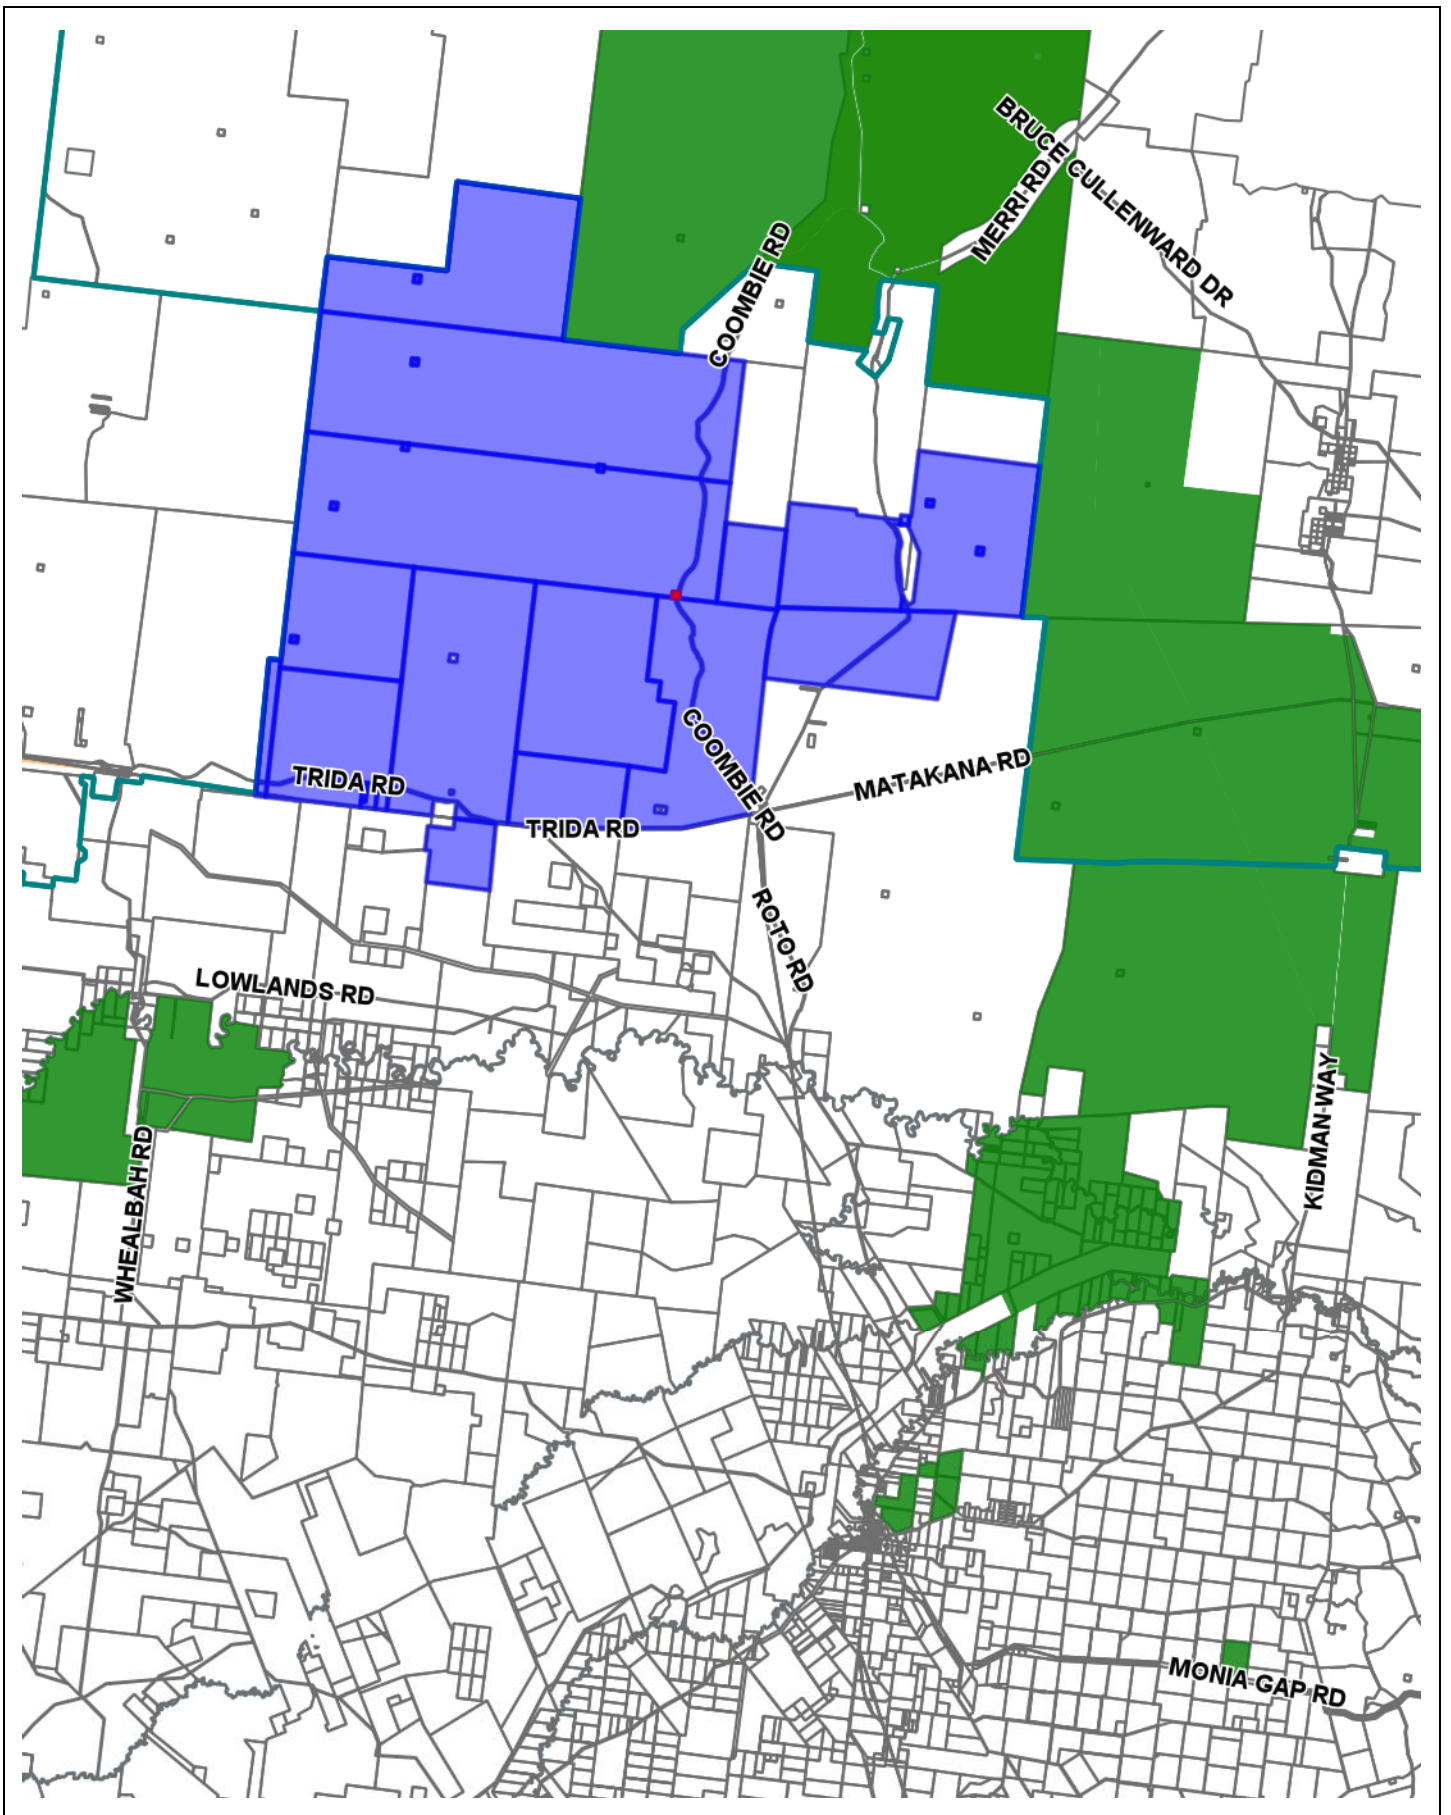 BRUCE CULLENWARD DR
MERRI RD
COOMBIE RD
COOMBIE RD
MATAKANA RD
TRIDA RD
TRIDA RD
ROTO RD
LOWLANDS RD
KIDMAN WAY
WHEALBAH RD
MONIA GAP RD